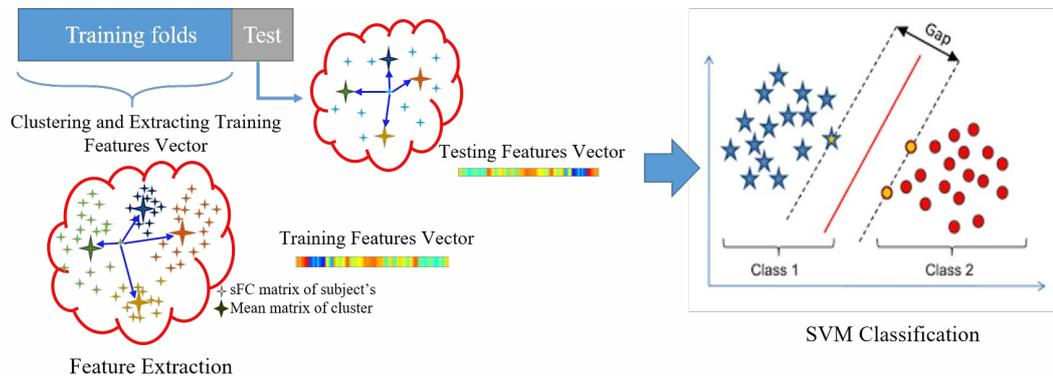 Training folds
Test
Clustering and Extracting Training
Features Vector
Testing Features Vector
Training Features Vector
sFC matrix of subject's
Mean matrix of cluster
Feature Extraction
Gap
Class 1
Class 2
SVM Classification